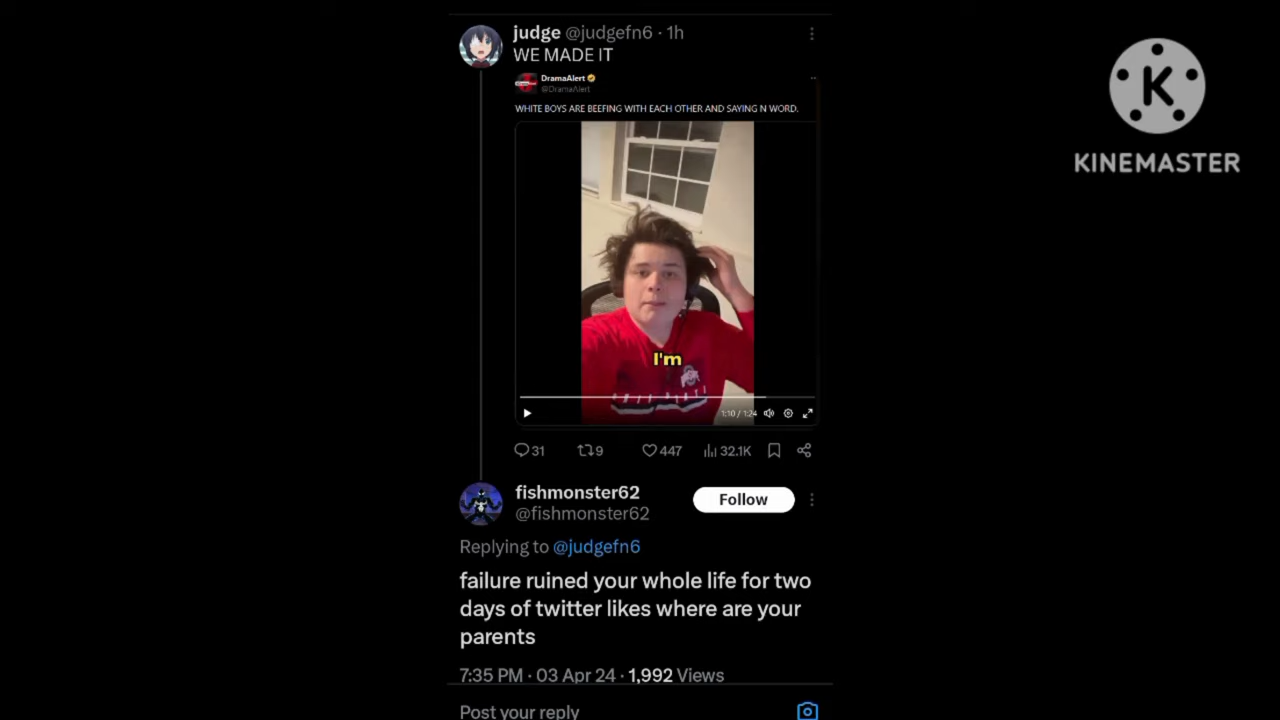 judge @judgefn6 · 1h
WE MADE IT
DramaAlert
@DramaAlert
WHITE BOYS ARE BEEFING WITH EACH OTHER AND SAYING N WORD.
I'm
1:10 / 1:24
31 9 447 32.1K
fishmonster62
@fishmonster62
Follow
Replying to @judgefn6
failure ruined your whole life for two
days of twitter likes where are your
parents
7:35 PM · 03 Apr 24 · 1,992 Views
Post your reply
K
KINEMASTER